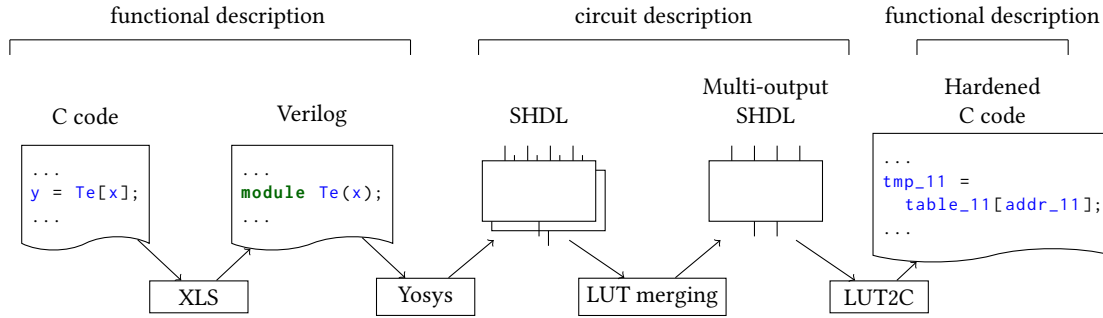 functional description
circuit description
functional description
C code
Verilog
SHDL
Multi-output
SHDL
Hardened
C code
...
y = Te[x];
...
...
module Te(x);
...
...
tmp_11 =
table_11[addr_11];
...
XLS
Yosys
LUT merging
LUT2C